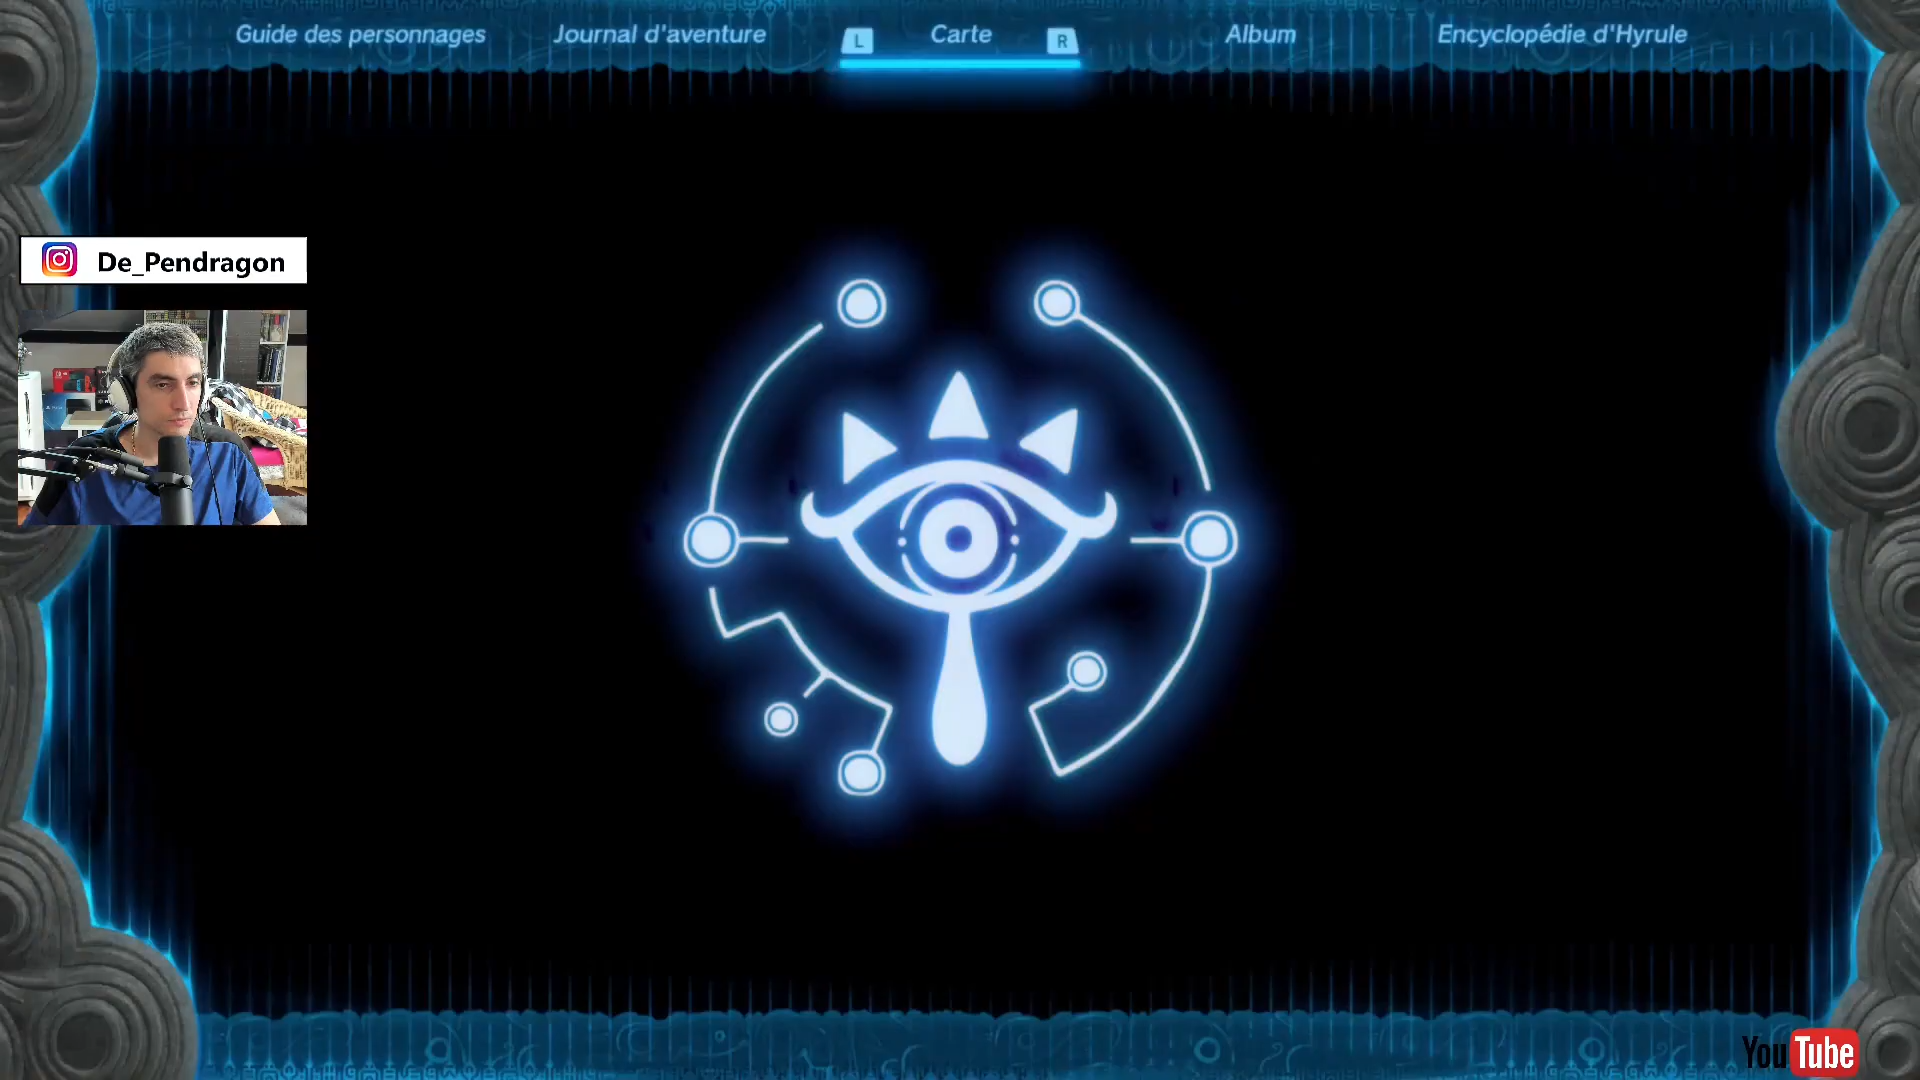 Guide des personnages
Journal d'aventure
L
Carte
R
Album
Encyclopédie d'Hyrule
De_Pendragon
YouTube